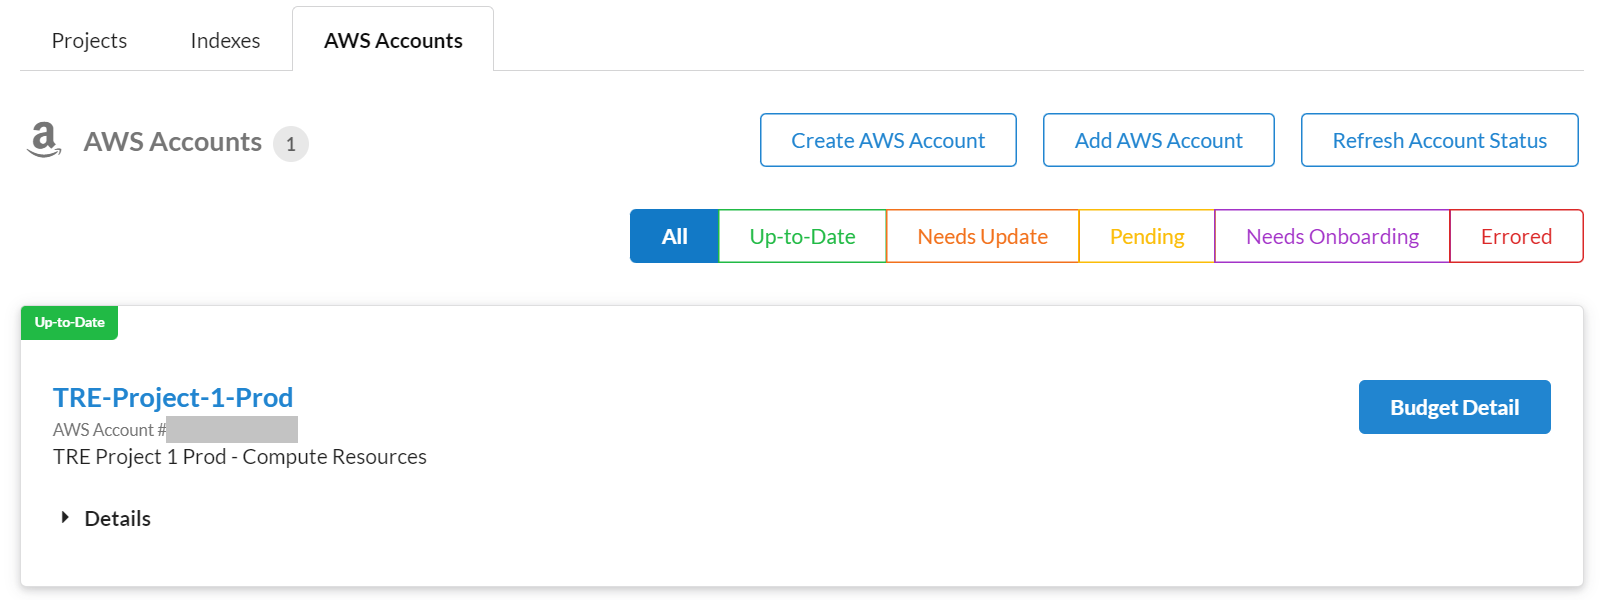 Projects Indexes AWS Accounts
AWS Accounts 1 Create AWS Account Add AWS Account Refresh Account Status
All Up-to-Date Needs Update Pending Needs Onboarding Errored
Up-to-Date
TRE-Project-1-Prod
Budget Detail
AWS Account #
TRE Project 1 Prod - Compute Resources
Details